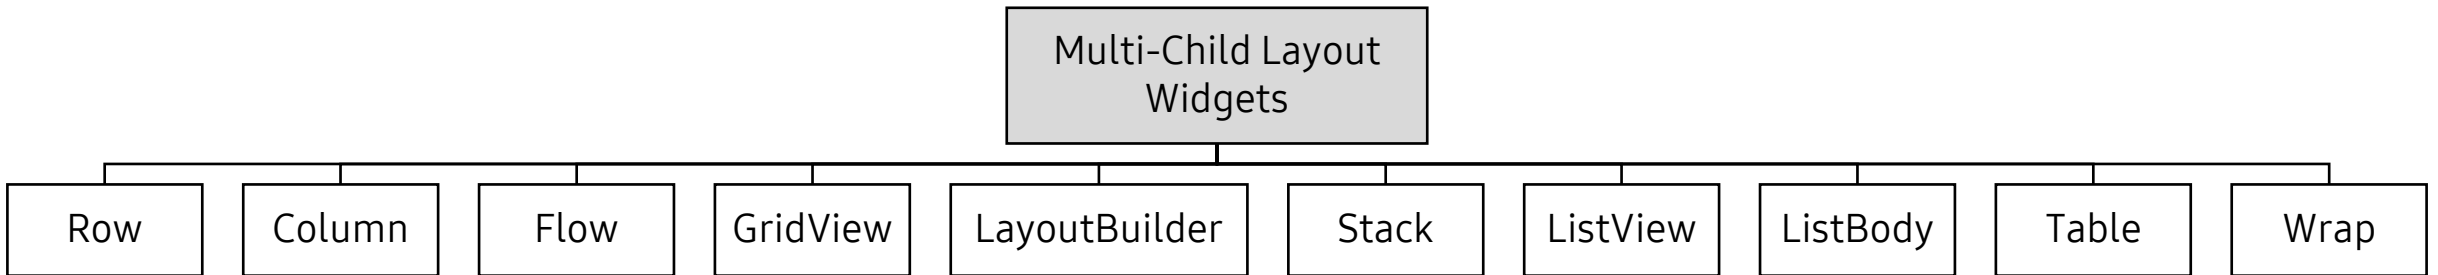 Multi-Child Layout
Widgets
Row
Column
Flow
GridView
LayoutBuilder
Stack
ListView
ListBody
Table
Wrap